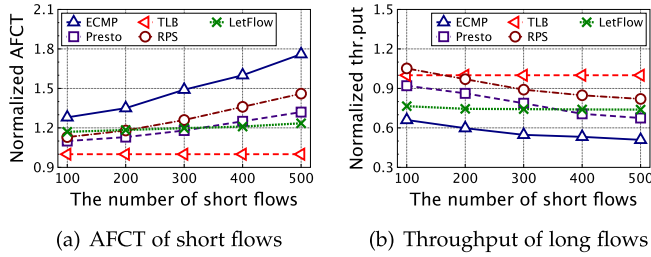 ECMP TLB LetFlow
Presto RPS
Normalized AFCT
2.1
1.8
1.5
1.2
0.9
100 200 300 400 500
The number of short flows
(a) AFCT of short flows
ECMP TLB LetFlow
Presto RPS
Normalized thr.put
1.5
1.2
0.9
0.6
0.3
100 200 300 400 500
The number of short flows
(b) Throughput of long flows